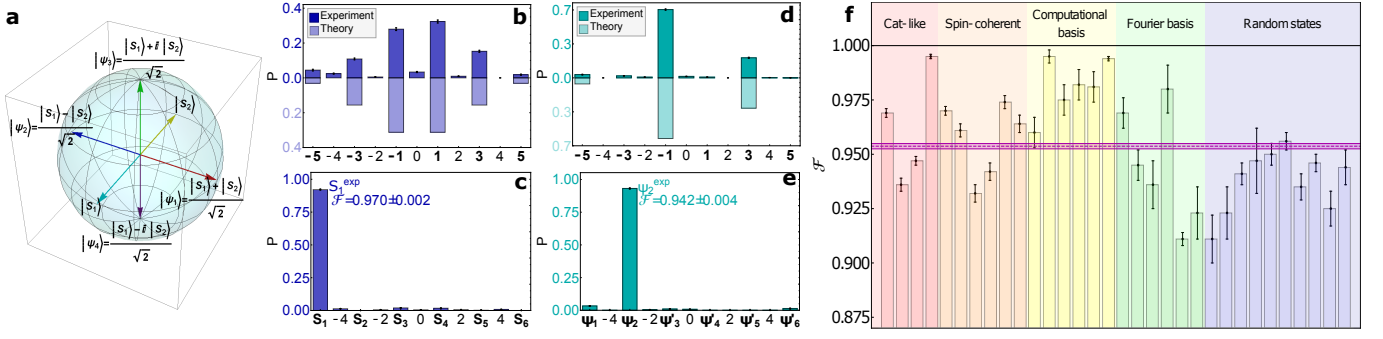 a
|ψ₃⟩=(|S₁⟩+i|S₂⟩)/√2
|S₂⟩
|ψ₂⟩=(|S₁⟩−|S₂⟩)/√2
|S₁⟩
|ψ₁⟩=(|S₁⟩+|S₂⟩)/√2
|ψ₄⟩=(|S₁⟩−i|S₂⟩)/√2
b
Experiment
Theory
P
0.4
0.2
0.0
0.2
0.4
-5 -2 -3 -2 -1 0 1 2 3 4 5
c
S₁^exp
ℱ=0.970±0.002
P
1.00
0.75
0.50
0.25
0.00
S₁ -4 S₂ -2 S₃ 0 S₄ 2 S₅ 4 S₆
d
Experiment
Theory
P
0.7
0.3
0.0
0.3
0.7
-5 -4 -3 -2 -1 0 1 2 3 4 5
e
ψ₂^exp
ℱ=0.942±0.004
P
1.00
0.75
0.50
0.25
0.00
ψ₁ -4 ψ₂ -2 ψ'₃ 0 ψ'₄ 2 ψ'₅ 4 ψ'₆
f
Cat-like
Spin-coherent
Computational
basis
Fourier basis
Random states
ℱ
1.000
0.975
0.950
0.925
0.900
0.875